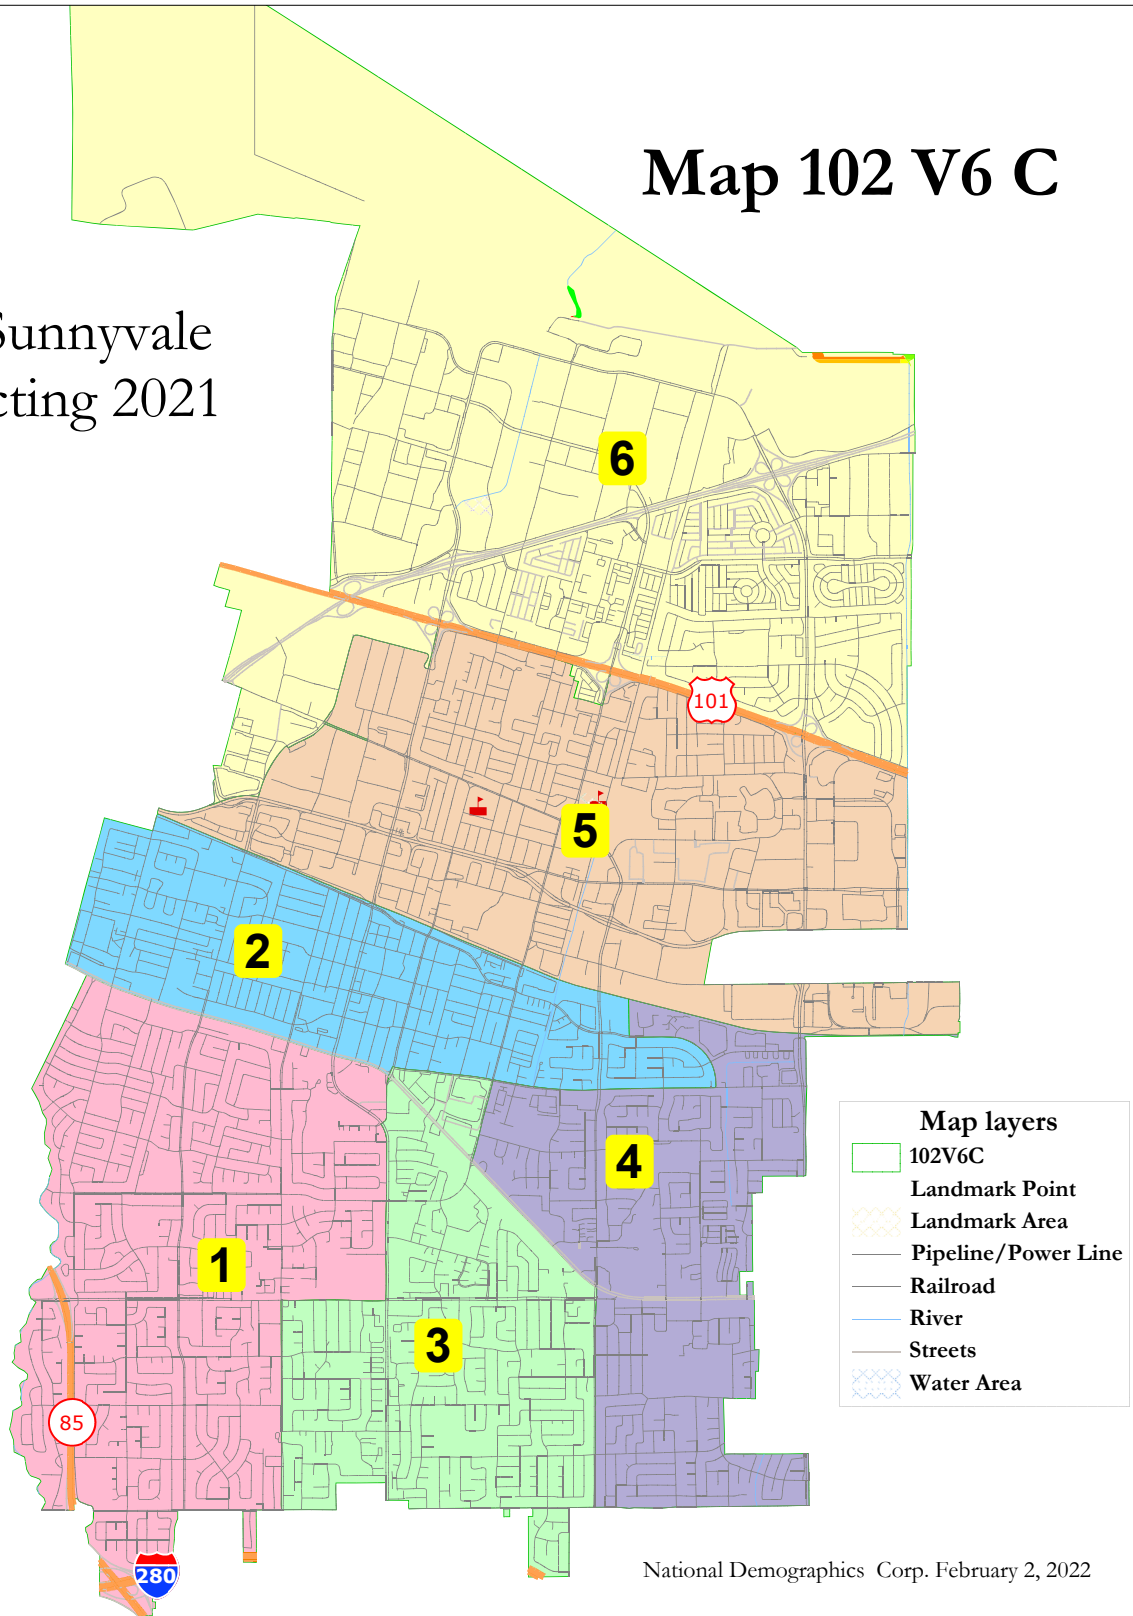 Map 102 V6 C
Sunnyvale
cting 2021
6
101
5
2
4
1
3
85
280
Map layers
102V6C
Landmark Point
Landmark Area
Pipeline/Power Line
Railroad
River
Streets
Water Area
National Demographics Corp. February 2, 2022